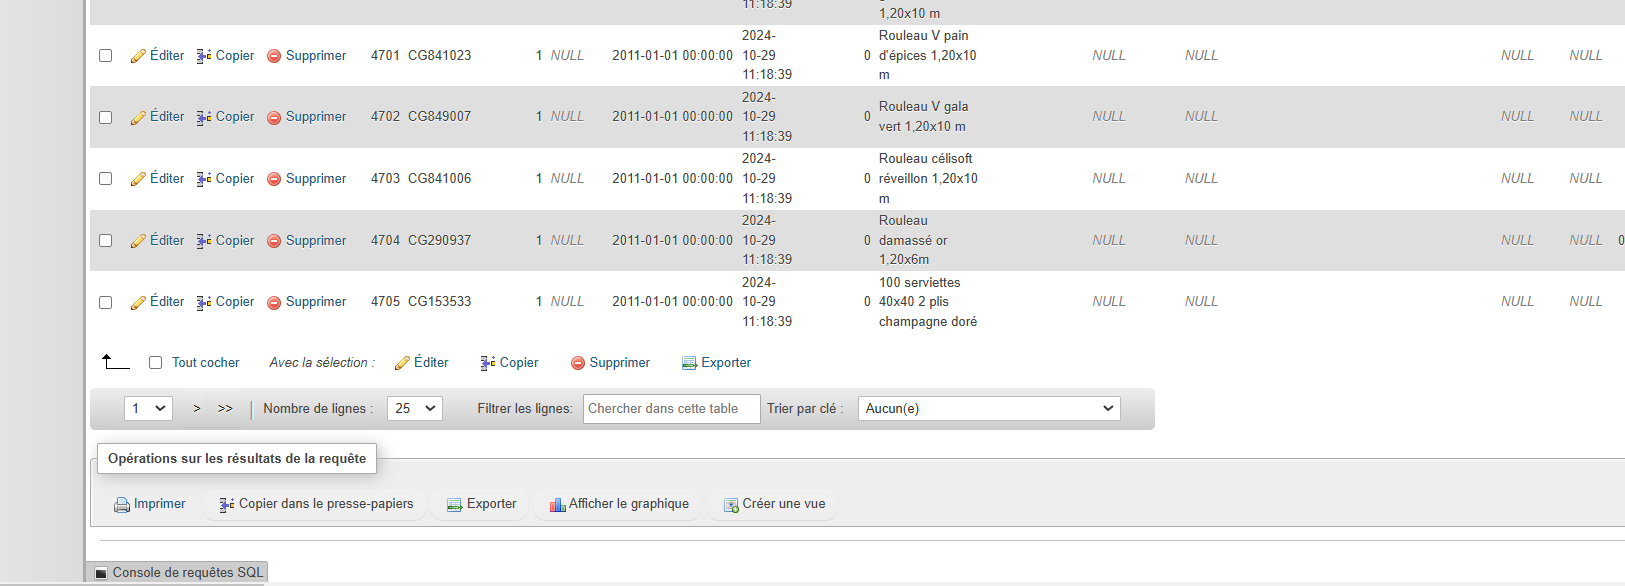 11:18:39
1,20x10 m
2024-
Rouleau V pain
Éditer Copier Supprimer 4701 CG841023 1 NULL 2011-01-01 00:00:00 10-29 0 d'épices 1,20x10 NULL NULL NULL NULL
11:18:39 m
2024-
Rouleau V gala
Éditer Copier Supprimer 4702 CG849007 1 NULL 2011-01-01 00:00:00 10-29 0 NULL NULL NULL NULL
vert 1,20x10 m
11:18:39
2024- Rouleau célisoft
Éditer Copier Supprimer 4703 CG841006 1 NULL 2011-01-01 00:00:00 10-29 0 réveillon 1,20x10 NULL NULL NULL NULL
11:18:39 m
2024- Rouleau
Éditer Copier Supprimer 4704 CG290937 1 NULL 2011-01-01 00:00:00 10-29 0 damassé or NULL NULL NULL NULL 0
11:18:39 1,20x6m
2024- 100 serviettes
Éditer Copier Supprimer 4705 CG153533 1 NULL 2011-01-01 00:00:00 10-29 0 40x40 2 plis NULL NULL NULL NULL
11:18:39 champagne doré
Tout cocher Avec la sélection : Éditer Copier Supprimer Exporter
1 > >> | Nombre de lignes : 25 Filtrer les lignes: Chercher dans cette table Trier par clé : Aucun(e)
Opérations sur les résultats de la requête
Imprimer Copier dans le presse-papiers Exporter Afficher le graphique Créer une vue
Console de requêtes SQL